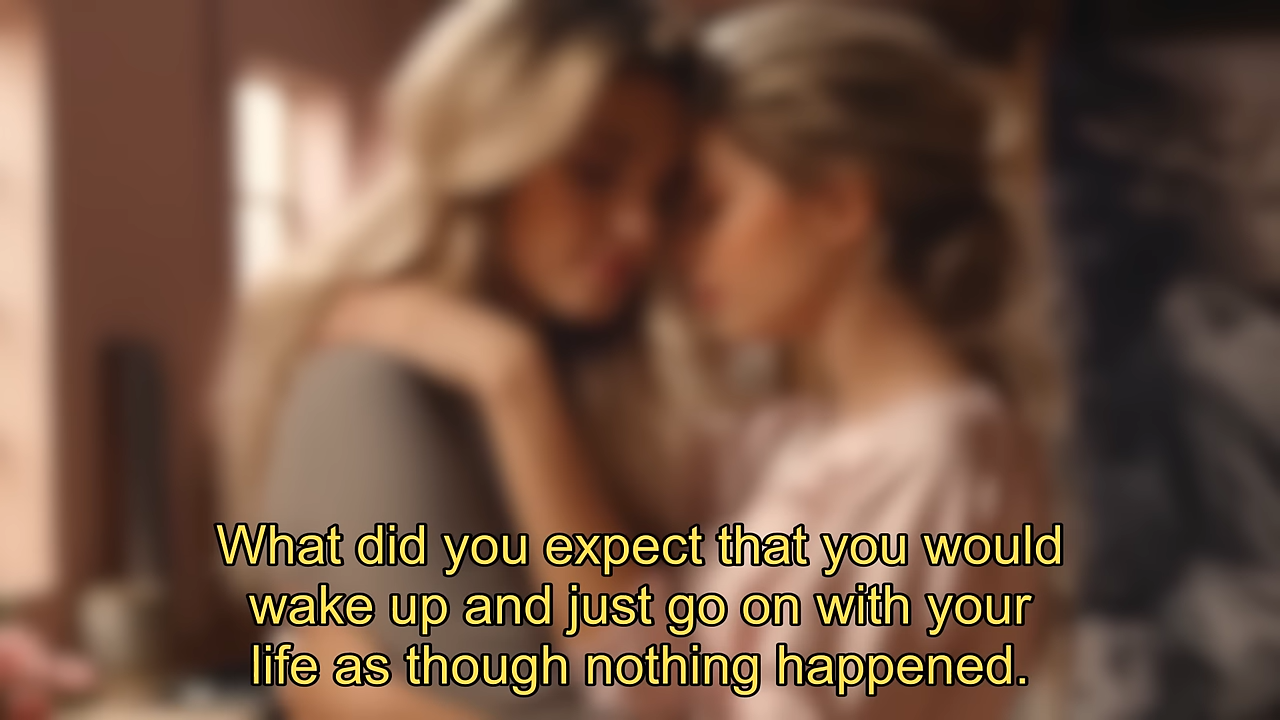 What did you expect that you would
wake up and just go on with your
life as though nothing happened.